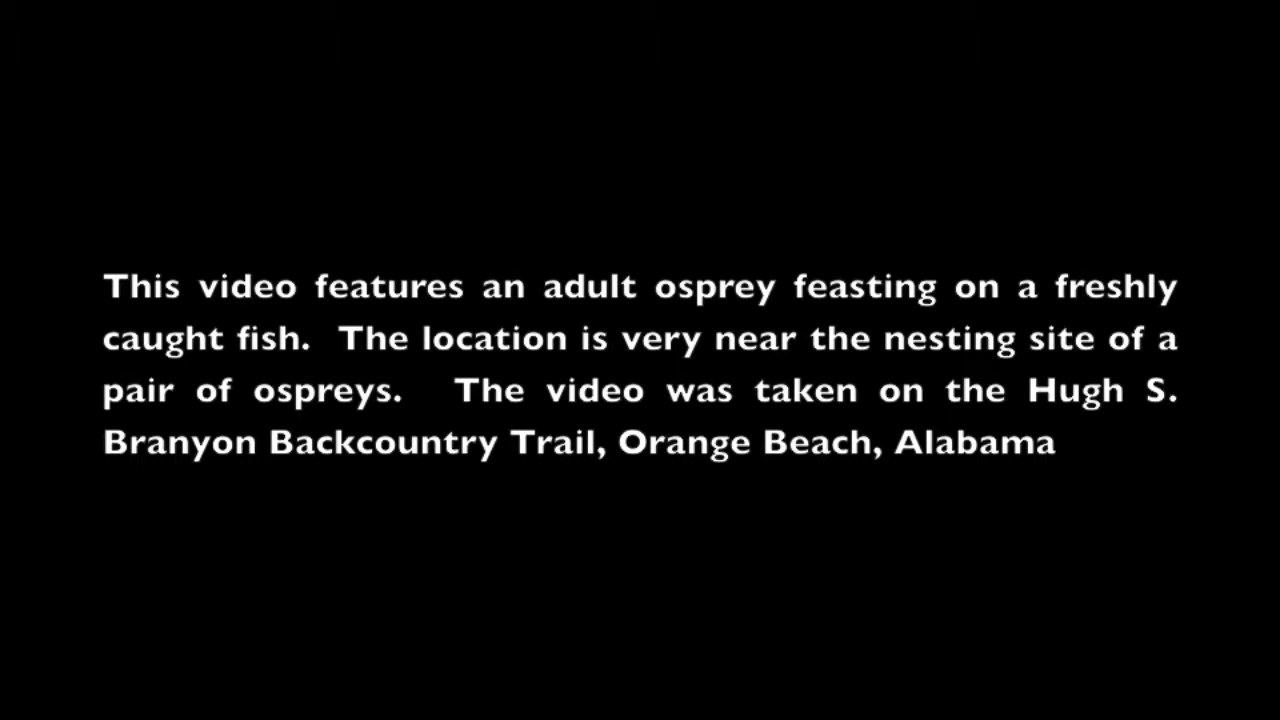 This video features an adult osprey feasting on a freshly
caught fish. The location is very near the nesting site of a
pair of ospreys. The video was taken on the Hugh S.
Branyon Backcountry Trail, Orange Beach, Alabama